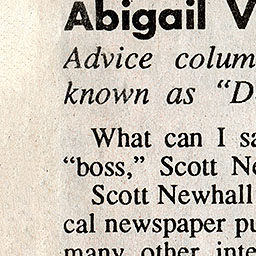 Abigail V
Advice colum
known as “D
What can I sa
“boss,” Scott Ne
Scott Newhall
cal newspaper pu
many other inte